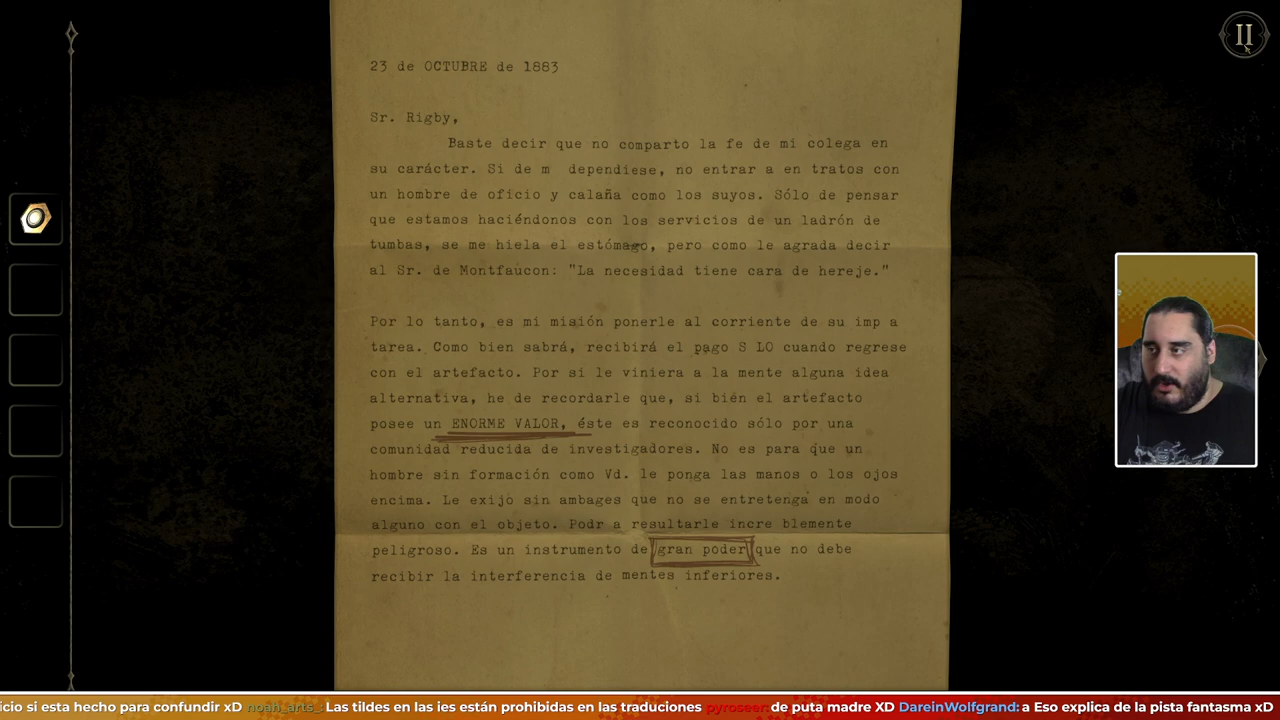 23 de OCTUBRE de 1883
Sr. Rigby,
Baste decir que no comparto la fe de mi colega en
su carácter. Si de m  dependiese, no entrar a en tratos con
un hombre de oficio y calaña como los suyos. Sólo de pensar
que estamos haciéndonos con los servicios de un ladrón de
tumbas, se me hiela el estómago, pero como le agrada decir
al Sr. de Montfaucon: "La necesidad tiene cara de hereje."
Por lo tanto, es mi misión ponerle al corriente de su imp a
tarea. Como bien sabrá, recibirá el pago S LO cuando regrese
con el artefacto. Por si le viniera a la mente alguna idea
alternativa, he de recordarle que, si bien el artefacto
posee un ENORME VALOR, éste es reconocido sólo por una
comunidad reducida de investigadores. No es para que un
hombre sin formación como Vd. le ponga las manos o los ojos
encima. Le exijo sin ambages que no se entretenga en modo
alguno con el objeto. Podr a resultarle incre blemente
peligroso. Es un instrumento de gran poder que no debe
recibir la interferencia de mentes inferiores.
icio si esta hecho para confundir xD noah_arts_: Las tildes en las ies están prohibidas en las traduciones pyroseer: de puta madre XD DareinWolfgrand: a Eso explica de la pista fantasma xD